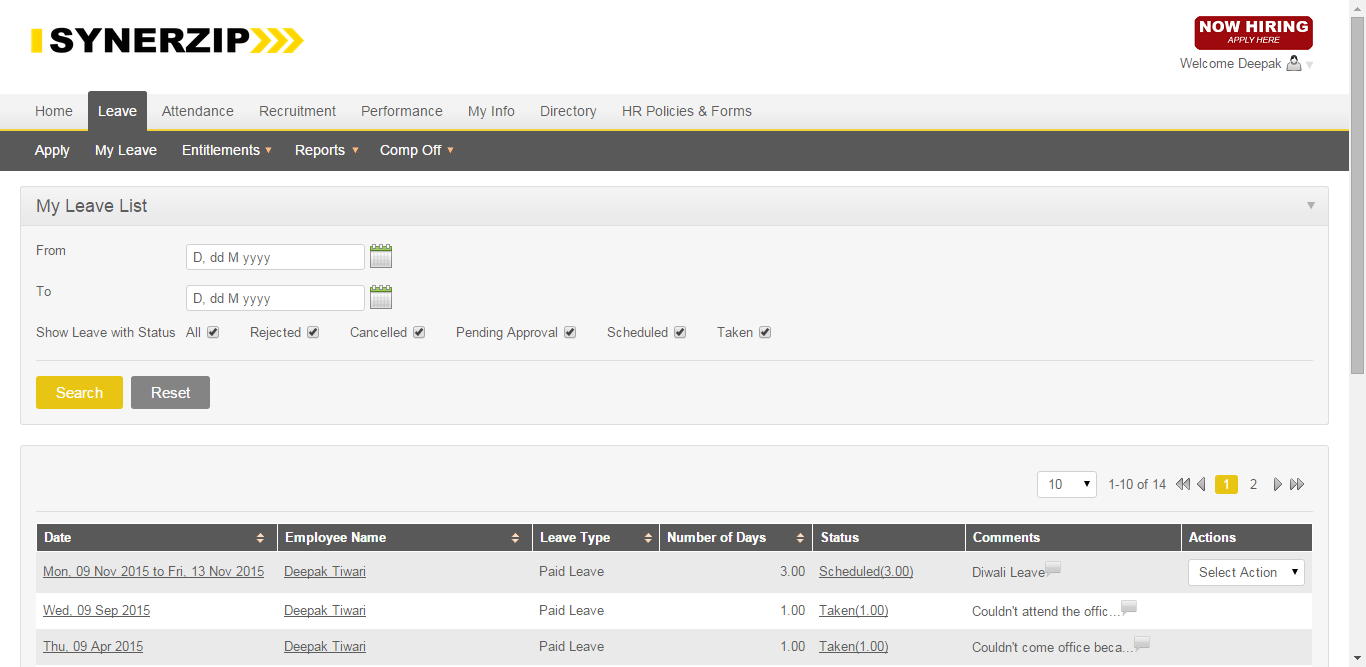 SYNERZIP
NOW HIRING
APPLY HERE
Welcome Deepak
Home Leave Attendance Recruitment Performance My Info Directory HR Policies & Forms
Apply My Leave Entitlements Reports Comp Off
My Leave List
From D, dd M yyyy
To D, dd M yyyy
Show Leave with Status All Rejected Cancelled Pending Approval Scheduled Taken
Search Reset
10 1-10 of 14 1 2
Date Employee Name Leave Type Number of Days Status Comments Actions
Mon, 09 Nov 2015 to Fri, 13 Nov 2015 Deepak Tiwari Paid Leave 3.00 Scheduled(3.00) Diwali Leave Select Action
Wed, 09 Sep 2015 Deepak Tiwari Paid Leave 1.00 Taken(1.00) Couldn't attend the offic...
Thu, 09 Apr 2015 Deepak Tiwari Paid Leave 1.00 Taken(1.00) Couldn't come office beca...